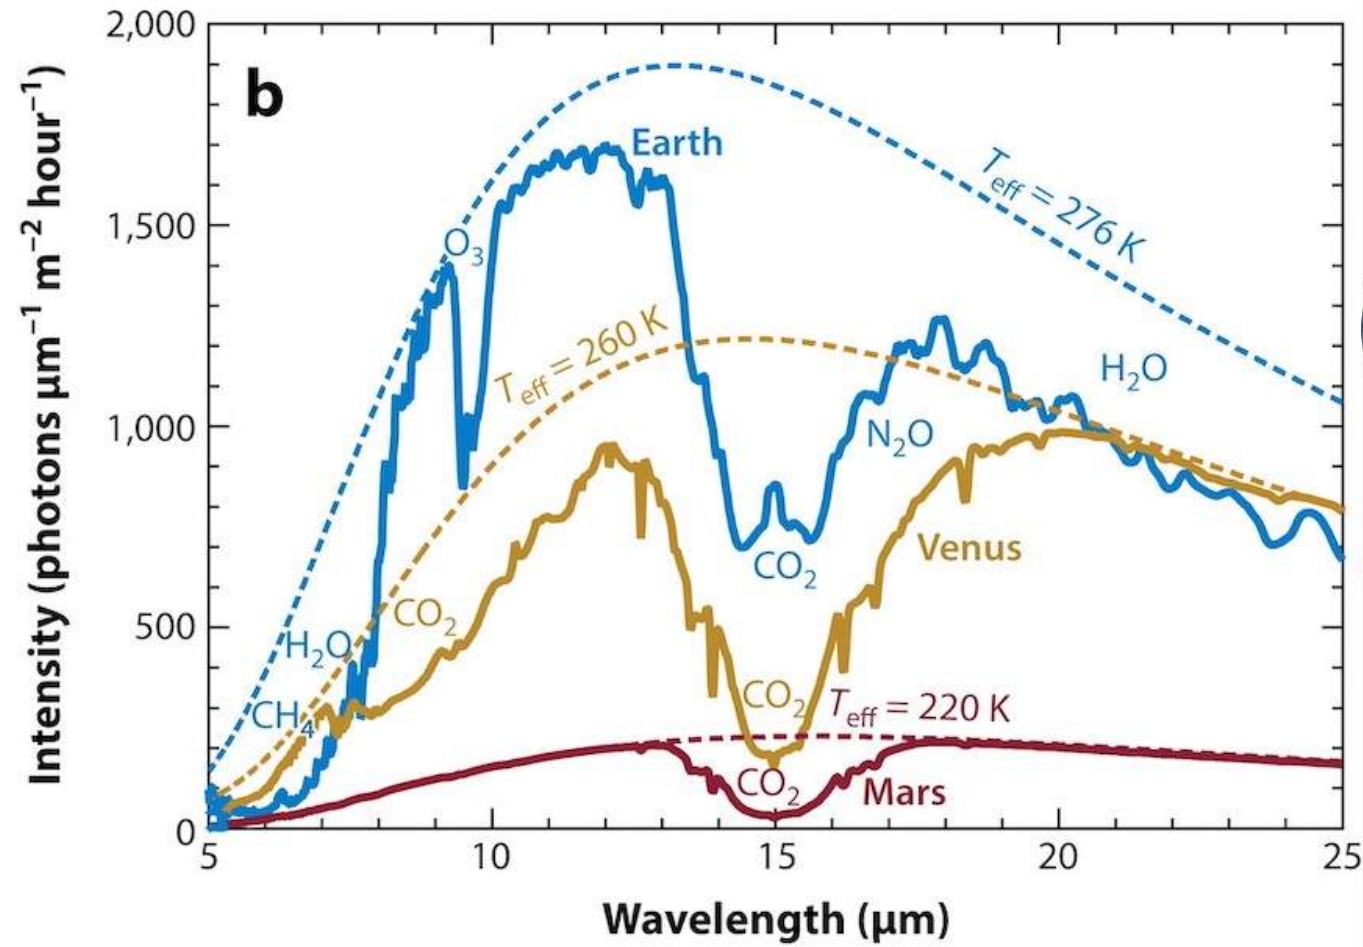 2,000
b
Earth
T_eff = 276 K
1,500
O₃
T_eff = 260 K
H₂O
1,000
N₂O
CO₂
Venus
CO₂
500
H₂O
CO₂
T_eff = 220 K
CH₄
CO₂
Mars
0
5 10 15 20 25
Wavelength (μm)
Intensity (photons μm⁻¹ m⁻² hour⁻¹)